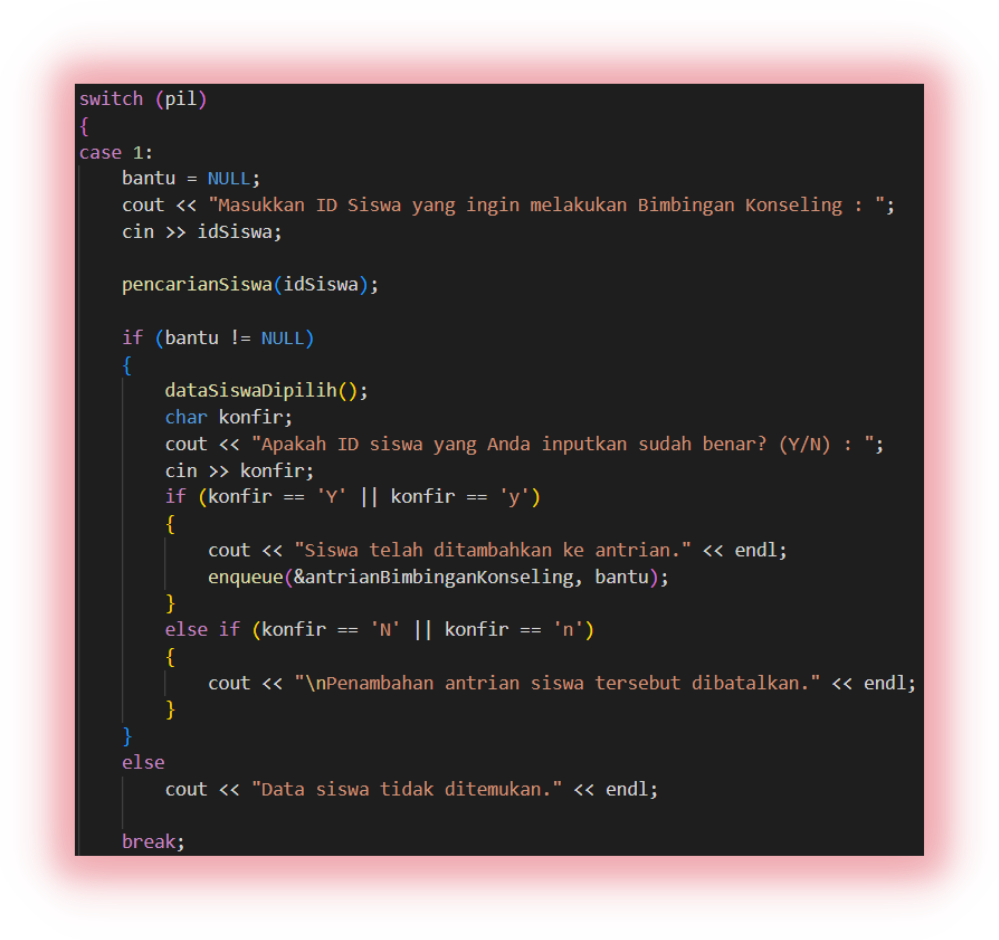 switch (pil)
{
case 1:
    bantu = NULL;
    cout << "Masukkan ID Siswa yang ingin melakukan Bimbingan Konseling : ";
    cin >> idSiswa;

    pencarianSiswa(idSiswa);

    if (bantu != NULL)
    {
        dataSiswaDipilih();
        char konfir;
        cout << "Apakah ID siswa yang Anda inputkan sudah benar? (Y/N) : ";
        cin >> konfir;
        if (konfir == 'Y' || konfir == 'y')
        {
            cout << "Siswa telah ditambahkan ke antrian." << endl;
            enqueue(&antrianBimbinganKonseling, bantu);
        }
        else if (konfir == 'N' || konfir == 'n')
        {
            cout << "\nPenambahan antrian siswa tersebut dibatalkan." << endl;
        }
    }
    else
        cout << "Data siswa tidak ditemukan." << endl;

    break;